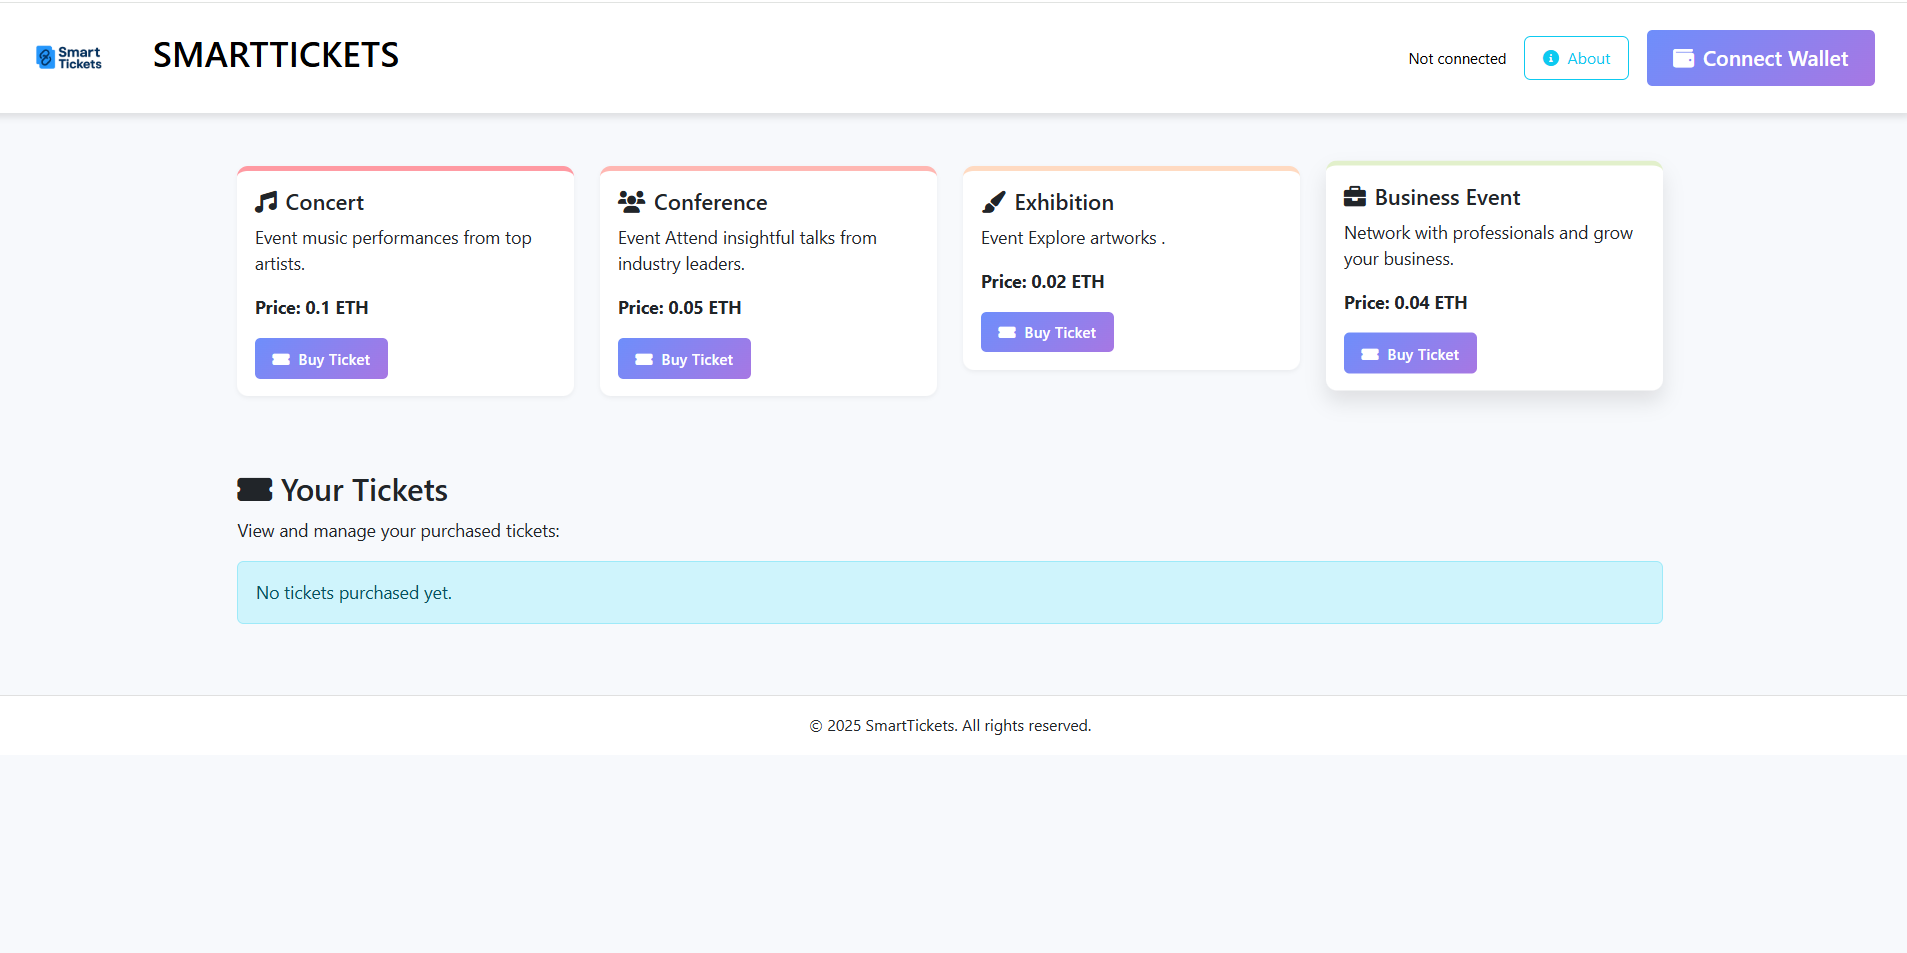 Smart
Tickets
SMARTTICKETS
Not connected
About
Connect Wallet
Concert
Event music performances from top
artists.
Price: 0.1 ETH
Buy Ticket
Conference
Event Attend insightful talks from
industry leaders.
Price: 0.05 ETH
Buy Ticket
Exhibition
Event Explore artworks .
Price: 0.02 ETH
Buy Ticket
Business Event
Network with professionals and grow
your business.
Price: 0.04 ETH
Buy Ticket
Your Tickets
View and manage your purchased tickets:
No tickets purchased yet.
© 2025 SmartTickets. All rights reserved.